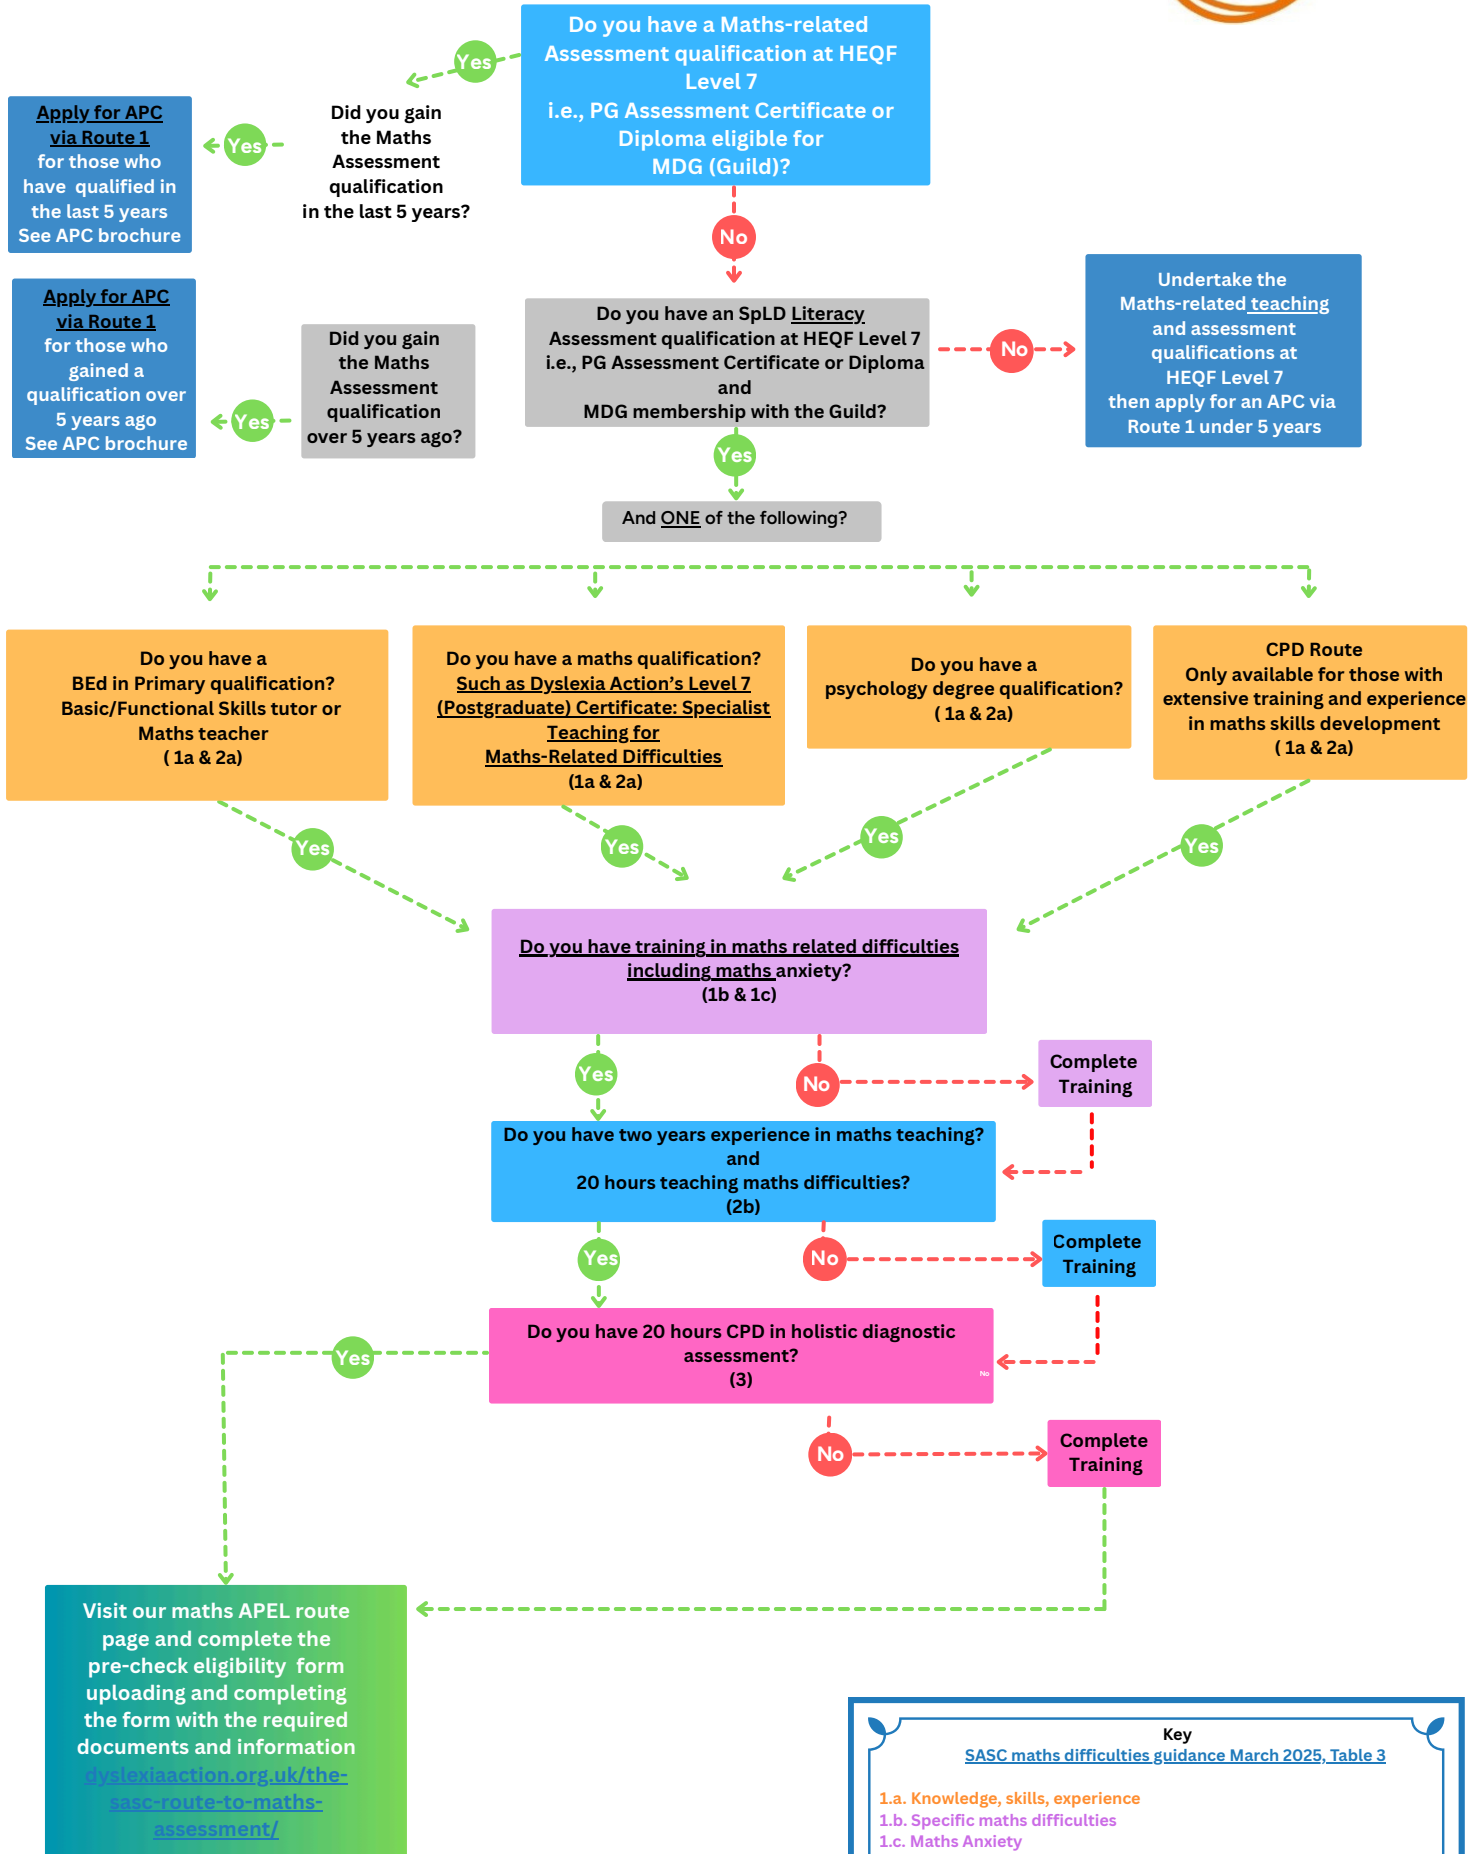 Do you have a Maths-related
Assessment qualification at HEQF
Level 7
i.e., PG Assessment Certificate or
Diploma eligible for
MDG (Guild)?
Yes
Did you gain
the Maths
Assessment
qualification
in the last 5 years?
Yes
Apply for APC
via Route 1
for those who
have qualified in
the last 5 years
See APC brochure
No
Apply for APC
via Route 1
for those who
gained a
qualification over
5 years ago
See APC brochure
Yes
Did you gain
the Maths
Assessment
qualification
over 5 years ago?
Do you have an SpLD Literacy
Assessment qualification at HEQF Level 7
i.e., PG Assessment Certificate or Diploma
and
MDG membership with the Guild?
No
Undertake the
Maths-related teaching
and assessment
qualifications at
HEQF Level 7
then apply for an APC via
Route 1 under 5 years
Yes
And ONE of the following?
Do you have a
BEd in Primary qualification?
Basic/Functional Skills tutor or
Maths teacher
( 1a & 2a)
Do you have a maths qualification?
Such as Dyslexia Action’s Level 7
(Postgraduate) Certificate: Specialist
Teaching for
Maths-Related Difficulties
(1a & 2a)
Do you have a
psychology degree qualification?
( 1a & 2a)
CPD Route
Only available for those with
extensive training and experience
in maths skills development
( 1a & 2a)
Yes
Yes
Yes
Yes
Do you have training in maths related difficulties
including maths anxiety?
(1b & 1c)
Yes
No
Complete
Training
Do you have two years experience in maths teaching?
and
20 hours teaching maths difficulties?
(2b)
Yes
No
Complete
Training
Do you have 20 hours CPD in holistic diagnostic
assessment?
(3)
No
Yes
No
Complete
Training
Visit our maths APEL route
page and complete the
pre-check eligibility form
uploading and completing
the form with the required
documents and information
dyslexiaaction.org.uk/the-
sasc-route-to-maths-
assessment/
Key
SASC maths difficulties guidance March 2025, Table 3
1.a. Knowledge, skills, experience
1.b. Specific maths difficulties
1.c. Maths Anxiety